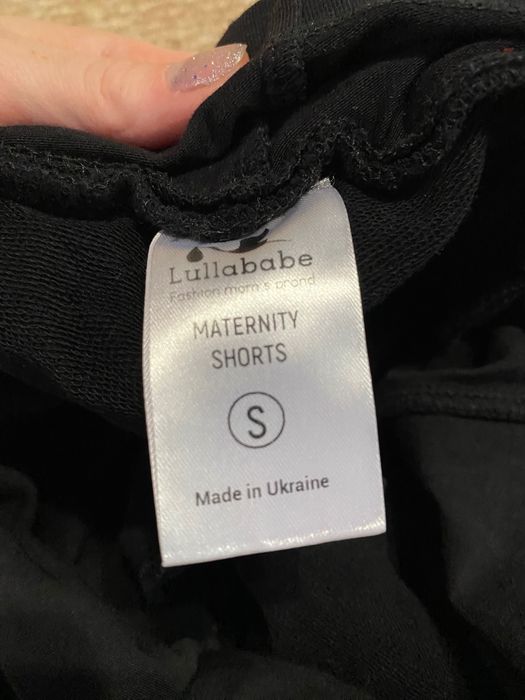 Lullababe
Fashion mom's brand
MATERNITY
SHORTS
S
Made in Ukraine